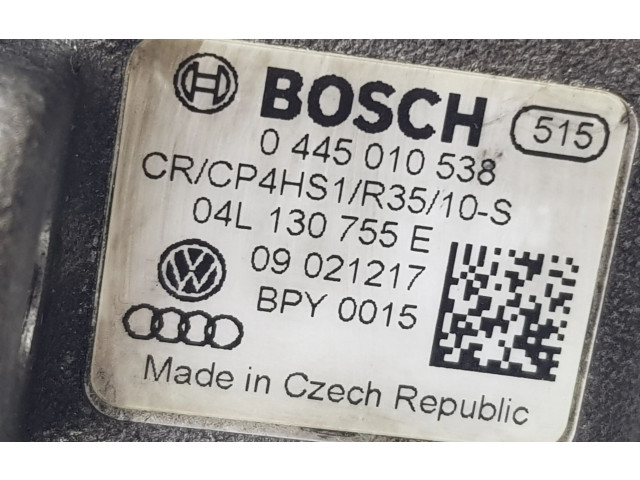 BOSCH 515
0 445 010 538
CR/CP4HS1/R35/10-S
04L 130 755 E
09 021217
BPY 0015
Made in Czech Republic